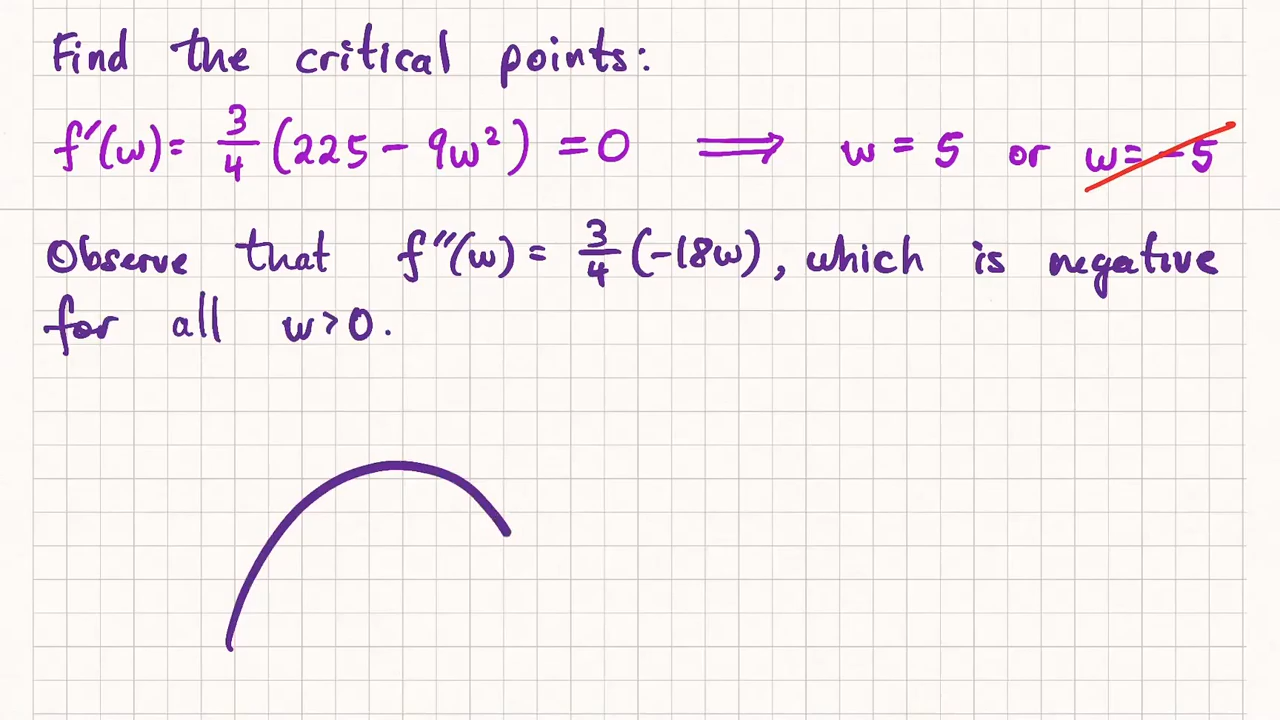 Find the critical points:
f'(w) = 3/4 (225 - 9w²) = 0 ⟹ w = 5 or w = -5
Observe that f''(w) = 3/4 (-18w), which is negative
for all w > 0.